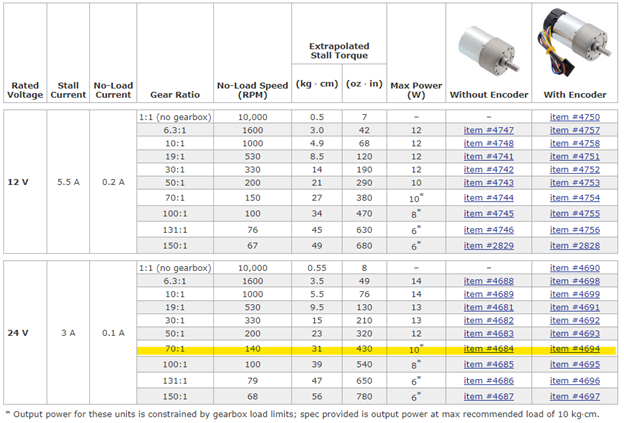 Extrapolated
Stall Torque
Rated Voltage Stall Current No-Load Current Gear Ratio No-Load Speed (RPM) (kg · cm) (oz · in) Max Power (W) Without Encoder With Encoder
12 V 5.5 A 0.2 A
1:1 (no gearbox) 10,000 0.5 7 – – item #4750
6.3:1 1600 3.0 42 12 item #4747 item #4757
10:1 1000 4.9 68 12 item #4748 item #4758
19:1 530 8.5 120 12 item #4741 item #4751
30:1 330 14 190 12 item #4742 item #4752
50:1 200 21 290 10 item #4743 item #4753
70:1 150 27 380 10* item #4744 item #4754
100:1 100 34 470 8* item #4745 item #4755
131:1 76 45 630 6* item #4746 item #4756
150:1 67 49 680 6* item #2829 item #2828
24 V 3 A 0.1 A
1:1 (no gearbox) 10,000 0.55 8 – – item #4690
6.3:1 1600 3.5 49 14 item #4688 item #4698
10:1 1000 5.5 76 14 item #4689 item #4699
19:1 530 9.5 130 13 item #4681 item #4691
30:1 330 15 210 13 item #4682 item #4692
50:1 200 23 320 12 item #4683 item #4693
70:1 140 31 430 10* item #4684 item #4694
100:1 100 39 540 8* item #4685 item #4695
131:1 79 47 650 6* item #4686 item #4696
150:1 68 56 780 6* item #4687 item #4697
* Output power for these units is constrained by gearbox load limits; spec provided is output power at max recommended load of 10 kg·cm.